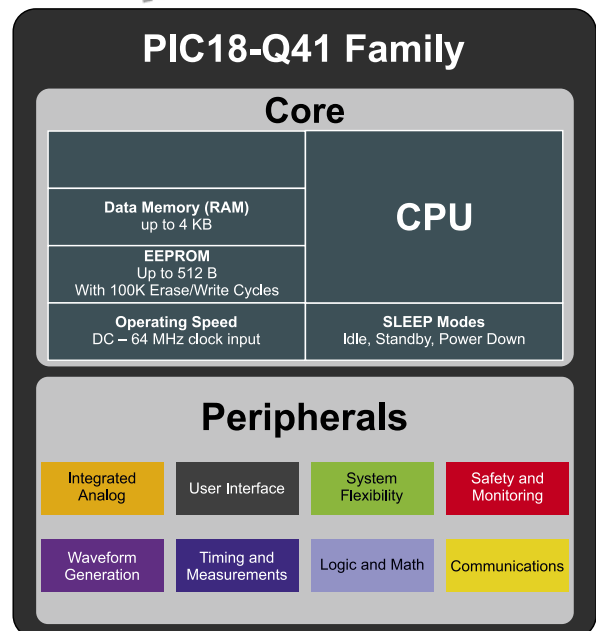 PIC18-Q41 Family
Core
Data Memory (RAM)
up to 4 KB
EEPROM
Up to 512 B
With 100K Erase/Write Cycles
Operating Speed
DC – 64 MHz clock input
CPU
SLEEP Modes
Idle, Standby, Power Down
Peripherals
Integrated
Analog
User Interface
System
Flexibility
Safety and
Monitoring
Waveform
Generation
Timing and
Measurements
Logic and Math
Communications